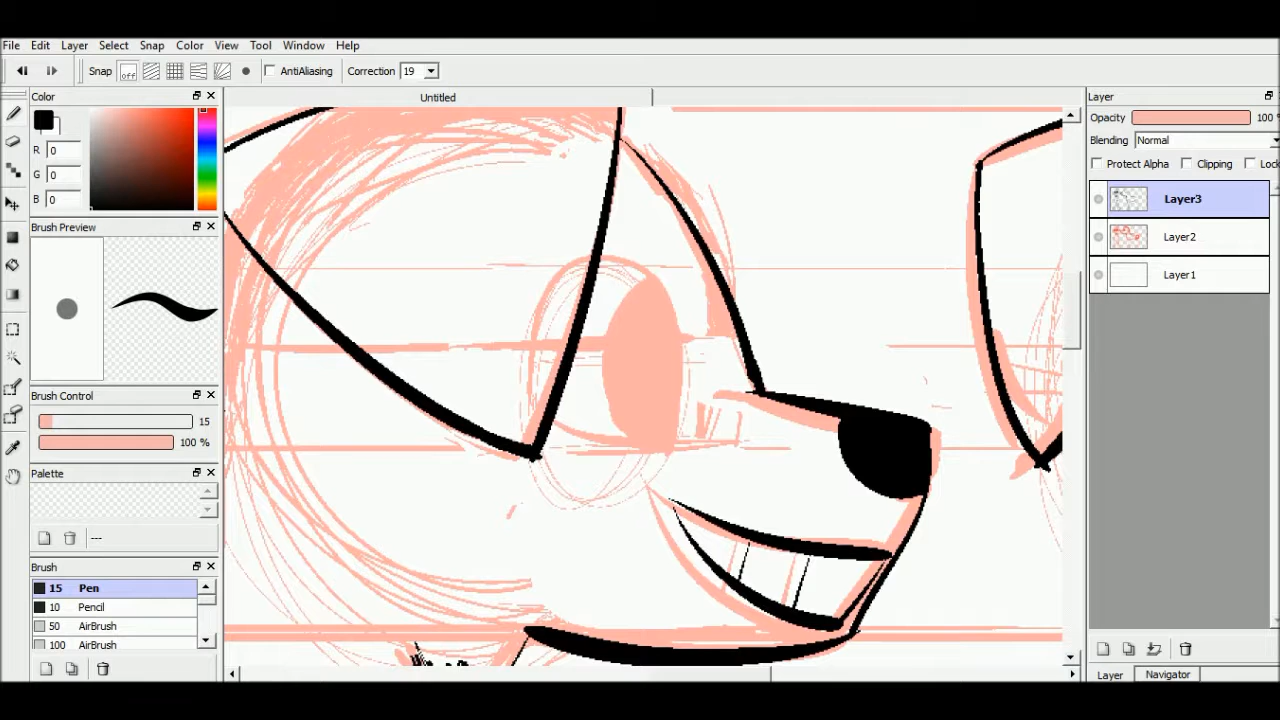 File Edit Layer Select Snap Color View Tool Window Help
Snap off AntiAliasing Correction 19
Color Untitled Layer
Opacity 100
Blending Normal
R 0
G 0
B 0
Protect Alpha Clipping Loc
Layer3
Layer2
Layer1
Brush Preview
Brush Control
15
100 %
Palette
---
Brush
15 Pen
10 Pencil
50 AirBrush
100 AirBrush
Layer Navigator